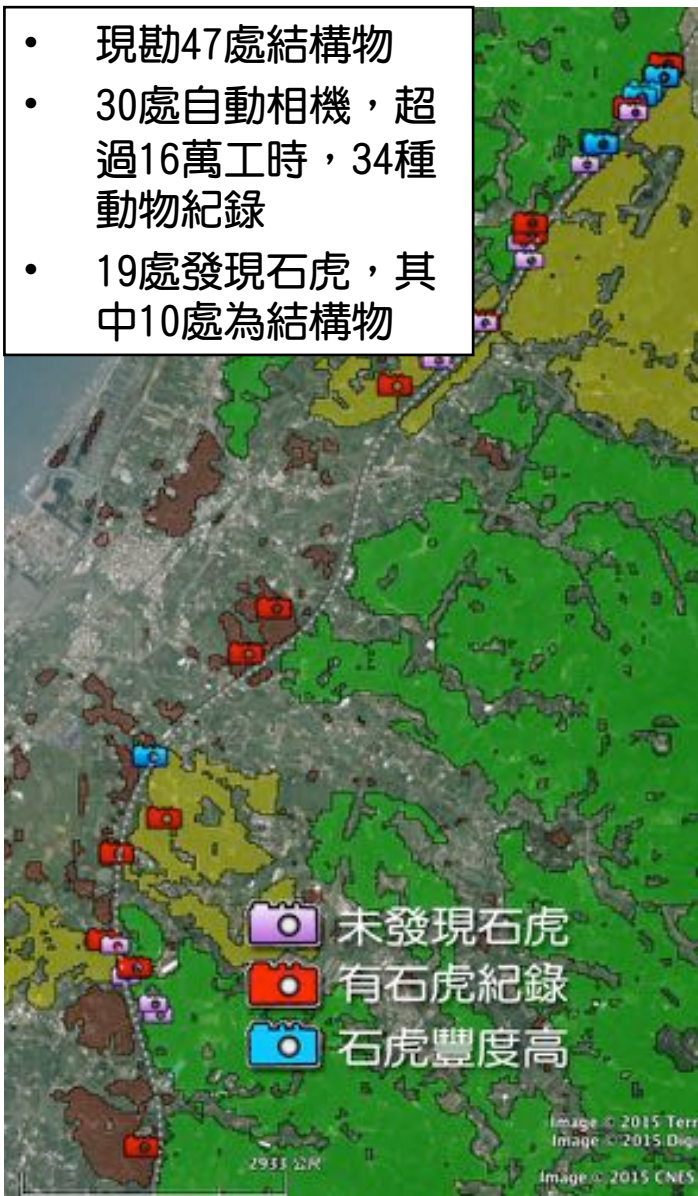 • 現勘47處結構物
• 30處自動相機，超
過16萬工時，34種
動物紀錄
• 19處發現石虎，其
中10處為結構物
未發現石虎
有石虎紀錄
石虎豐度高
Image © 2015 Terr
Image © 2015 Digi
2933 公尺
Image © 2015 CNES